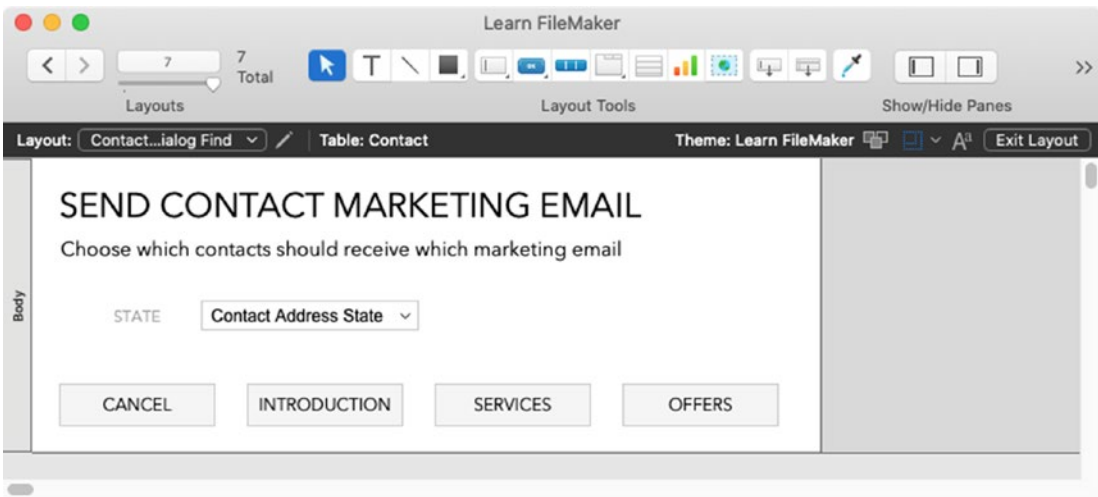 Learn FileMaker
7
7
Total
Layouts
Layout Tools
Show/Hide Panes
Layout: Contact...ialog Find Table: Contact Theme: Learn FileMaker Exit Layout
SEND CONTACT MARKETING EMAIL
Choose which contacts should receive which marketing email
Body
STATE Contact Address State
CANCEL INTRODUCTION SERVICES OFFERS